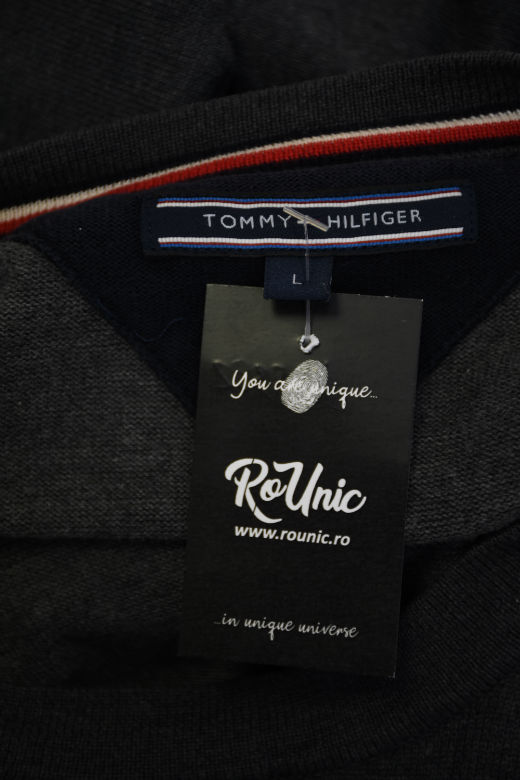 TOMMY HILFIGER
L
You are unique...
RoUnic
www.rounic.ro
...in unique universe